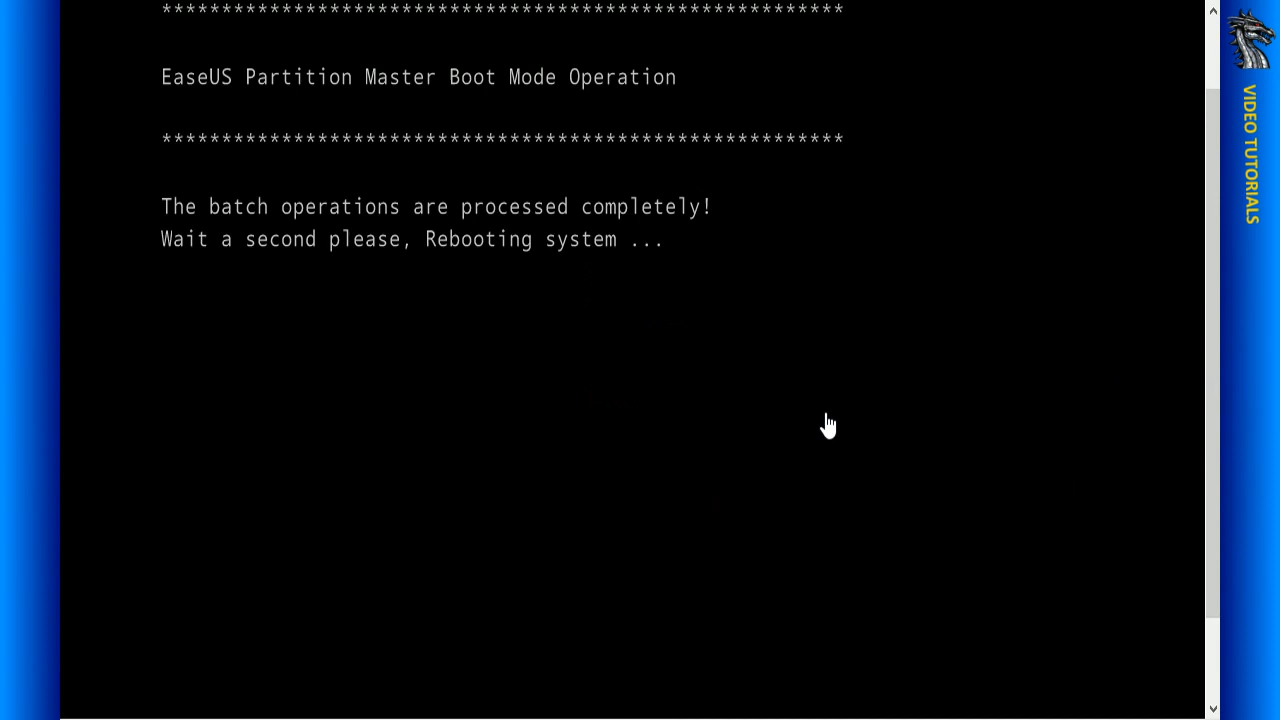 *********************************************************
EaseUS Partition Master Boot Mode Operation
*********************************************************
The batch operations are processed completely!
Wait a second please, Rebooting system ...
VIDEO TUTORIALS